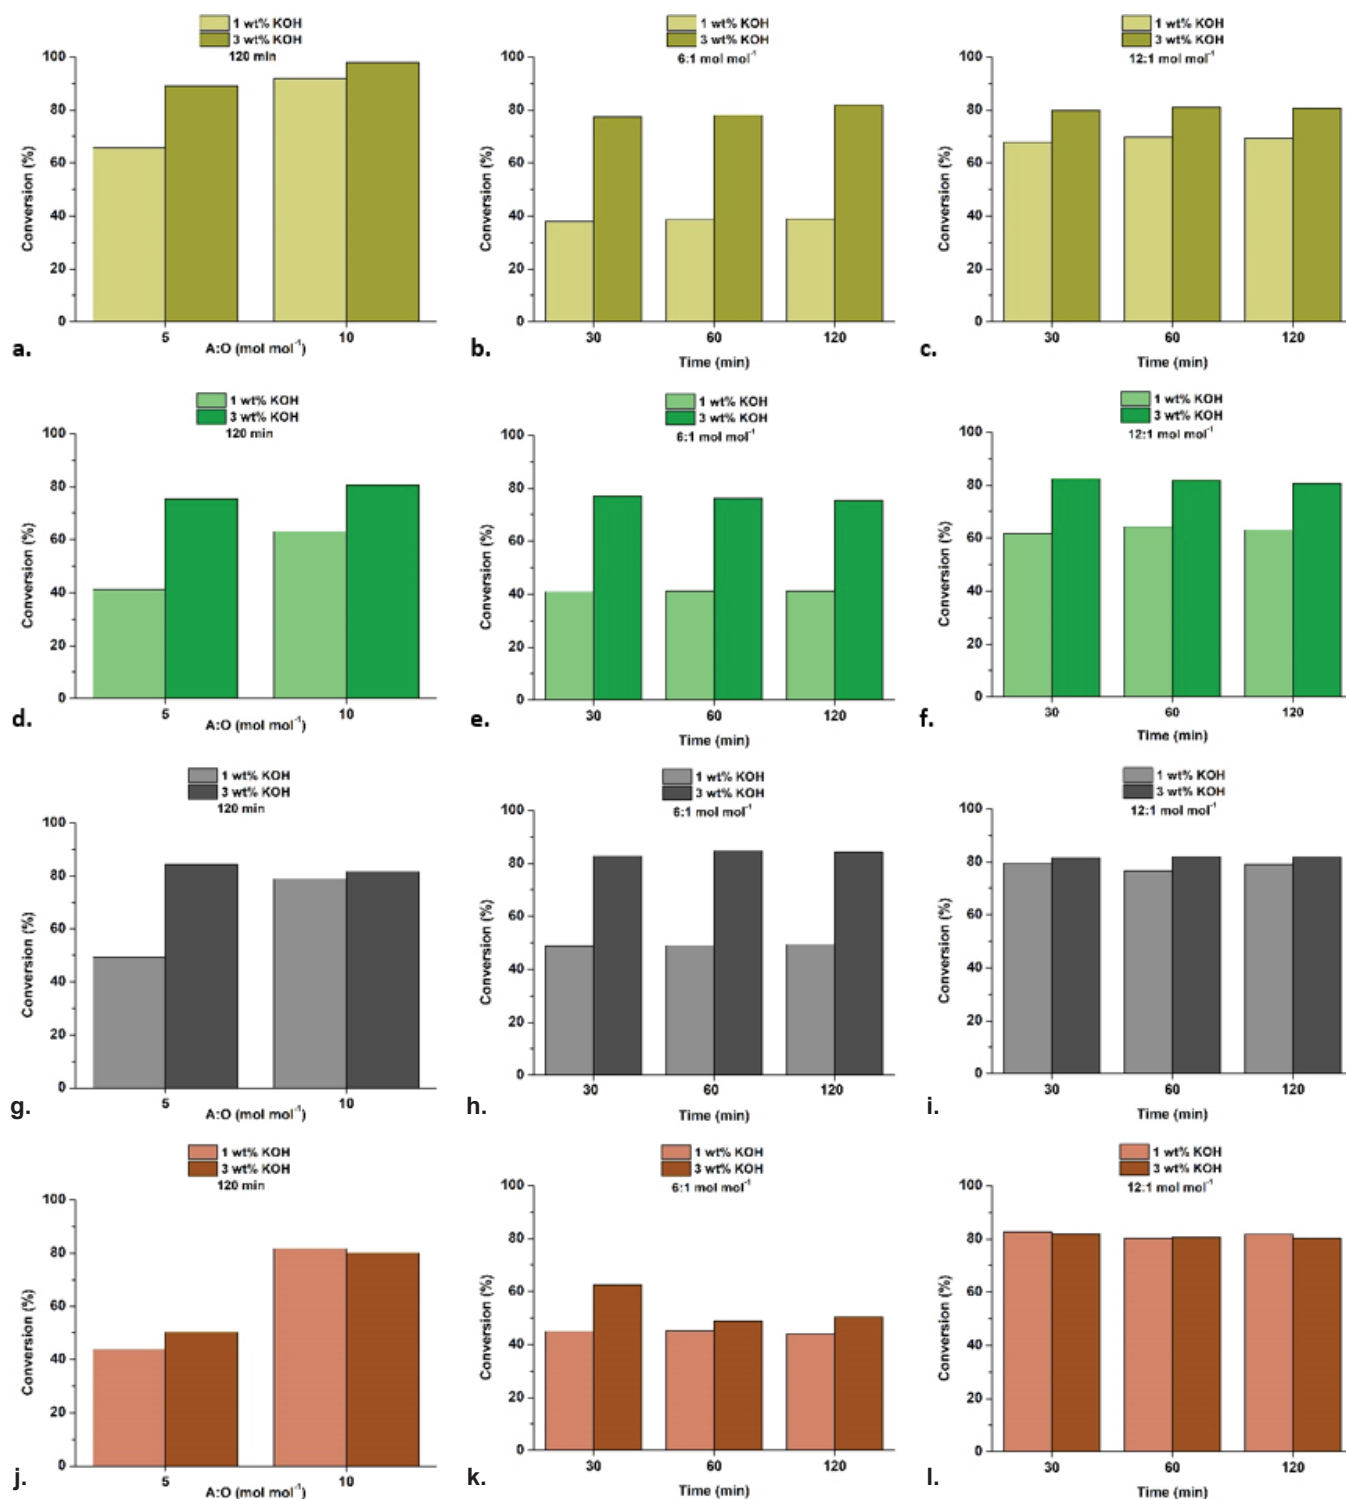 1 wt% KOH
3 wt% KOH
120 min
100
80
60
40
20
0
Conversion (%)
5
10
A:O (mol mol⁻¹)
a.
1 wt% KOH
3 wt% KOH
6:1 mol mol⁻¹
100
80
60
40
20
0
Conversion (%)
30
60
120
Time (min)
b.
1 wt% KOH
3 wt% KOH
12:1 mol mol⁻¹
100
80
60
40
20
0
Conversion (%)
30
60
120
Time (min)
c.
1 wt% KOH
3 wt% KOH
120 min
100
80
60
40
20
0
Conversion (%)
5
10
A:O (mol mol⁻¹)
d.
1 wt% KOH
3 wt% KOH
6:1 mol mol⁻¹
100
80
60
40
20
0
Conversion (%)
30
60
120
Time (min)
e.
1 wt% KOH
3 wt% KOH
12:1 mol mol⁻¹
100
80
60
40
20
0
Conversion (%)
30
60
120
Time (min)
f.
1 wt% KOH
3 wt% KOH
120 min
100
80
60
40
20
0
Conversion (%)
5
10
A:O (mol mol⁻¹)
g.
1 wt% KOH
3 wt% KOH
6:1 mol mol⁻¹
100
80
60
40
20
0
Conversion (%)
30
60
120
Time (min)
h.
1 wt% KOH
3 wt% KOH
12:1 mol mol⁻¹
100
80
60
40
20
0
Conversion (%)
30
60
120
Time (min)
i.
1 wt% KOH
3 wt% KOH
120 min
100
80
60
40
20
0
Conversion (%)
5
10
A:O (mol mol⁻¹)
j.
1 wt% KOH
3 wt% KOH
6:1 mol mol⁻¹
100
80
60
40
20
0
Conversion (%)
30
60
120
Time (min)
k.
1 wt% KOH
3 wt% KOH
12:1 mol mol⁻¹
100
80
60
40
20
0
Conversion (%)
30
60
120
Time (min)
l.